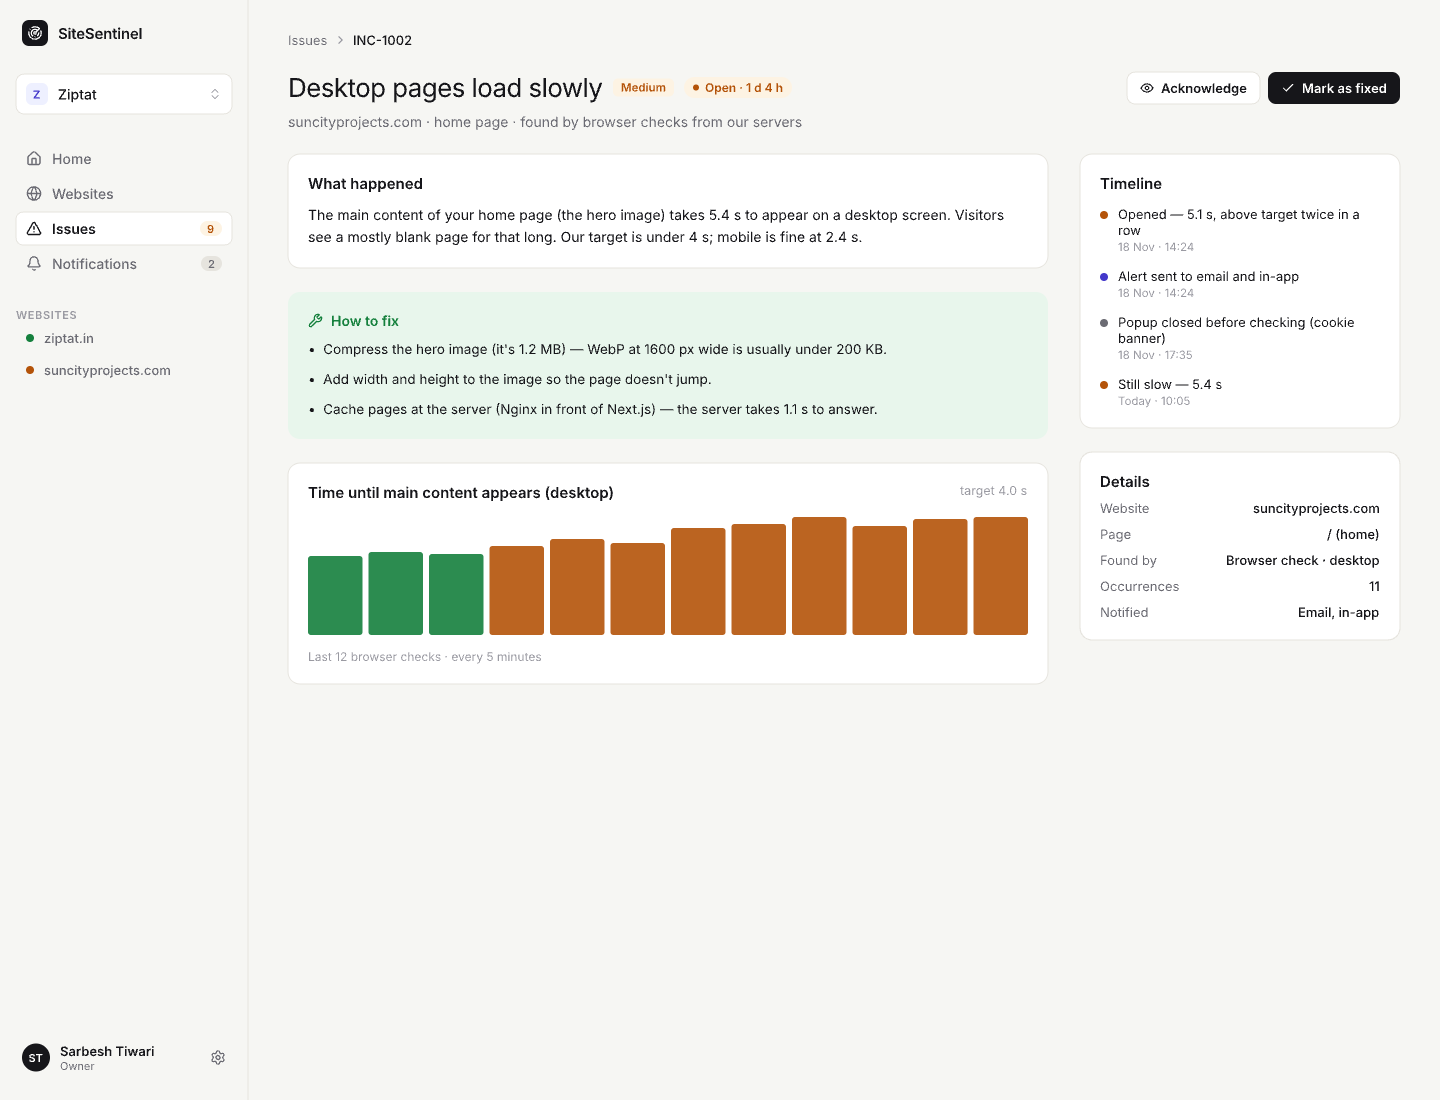 SiteSentinel
Z Ziptat
Home
Websites
Issues 9
Notifications 2
WEBSITES
ziptat.in
suncityprojects.com
ST Sarbesh Tiwari
Owner
Issues > INC-1002
Desktop pages load slowly Medium Open · 1 d 4 h
Acknowledge Mark as fixed
suncityprojects.com · home page · found by browser checks from our servers
What happened
The main content of your home page (the hero image) takes 5.4 s to appear on a desktop screen. Visitors
see a mostly blank page for that long. Our target is under 4 s; mobile is fine at 2.4 s.
How to fix
• Compress the hero image (it's 1.2 MB) — WebP at 1600 px wide is usually under 200 KB.
• Add width and height to the image so the page doesn't jump.
• Cache pages at the server (Nginx in front of Next.js) — the server takes 1.1 s to answer.
Time until main content appears (desktop) target 4.0 s
Last 12 browser checks · every 5 minutes
Timeline
Opened — 5.1 s, above target twice in a
row
18 Nov · 14:24
Alert sent to email and in-app
18 Nov · 14:24
Popup closed before checking (cookie
banner)
18 Nov · 17:35
Still slow — 5.4 s
Today · 10:05
Details
Website suncityprojects.com
Page / (home)
Found by Browser check · desktop
Occurrences 11
Notified Email, in-app